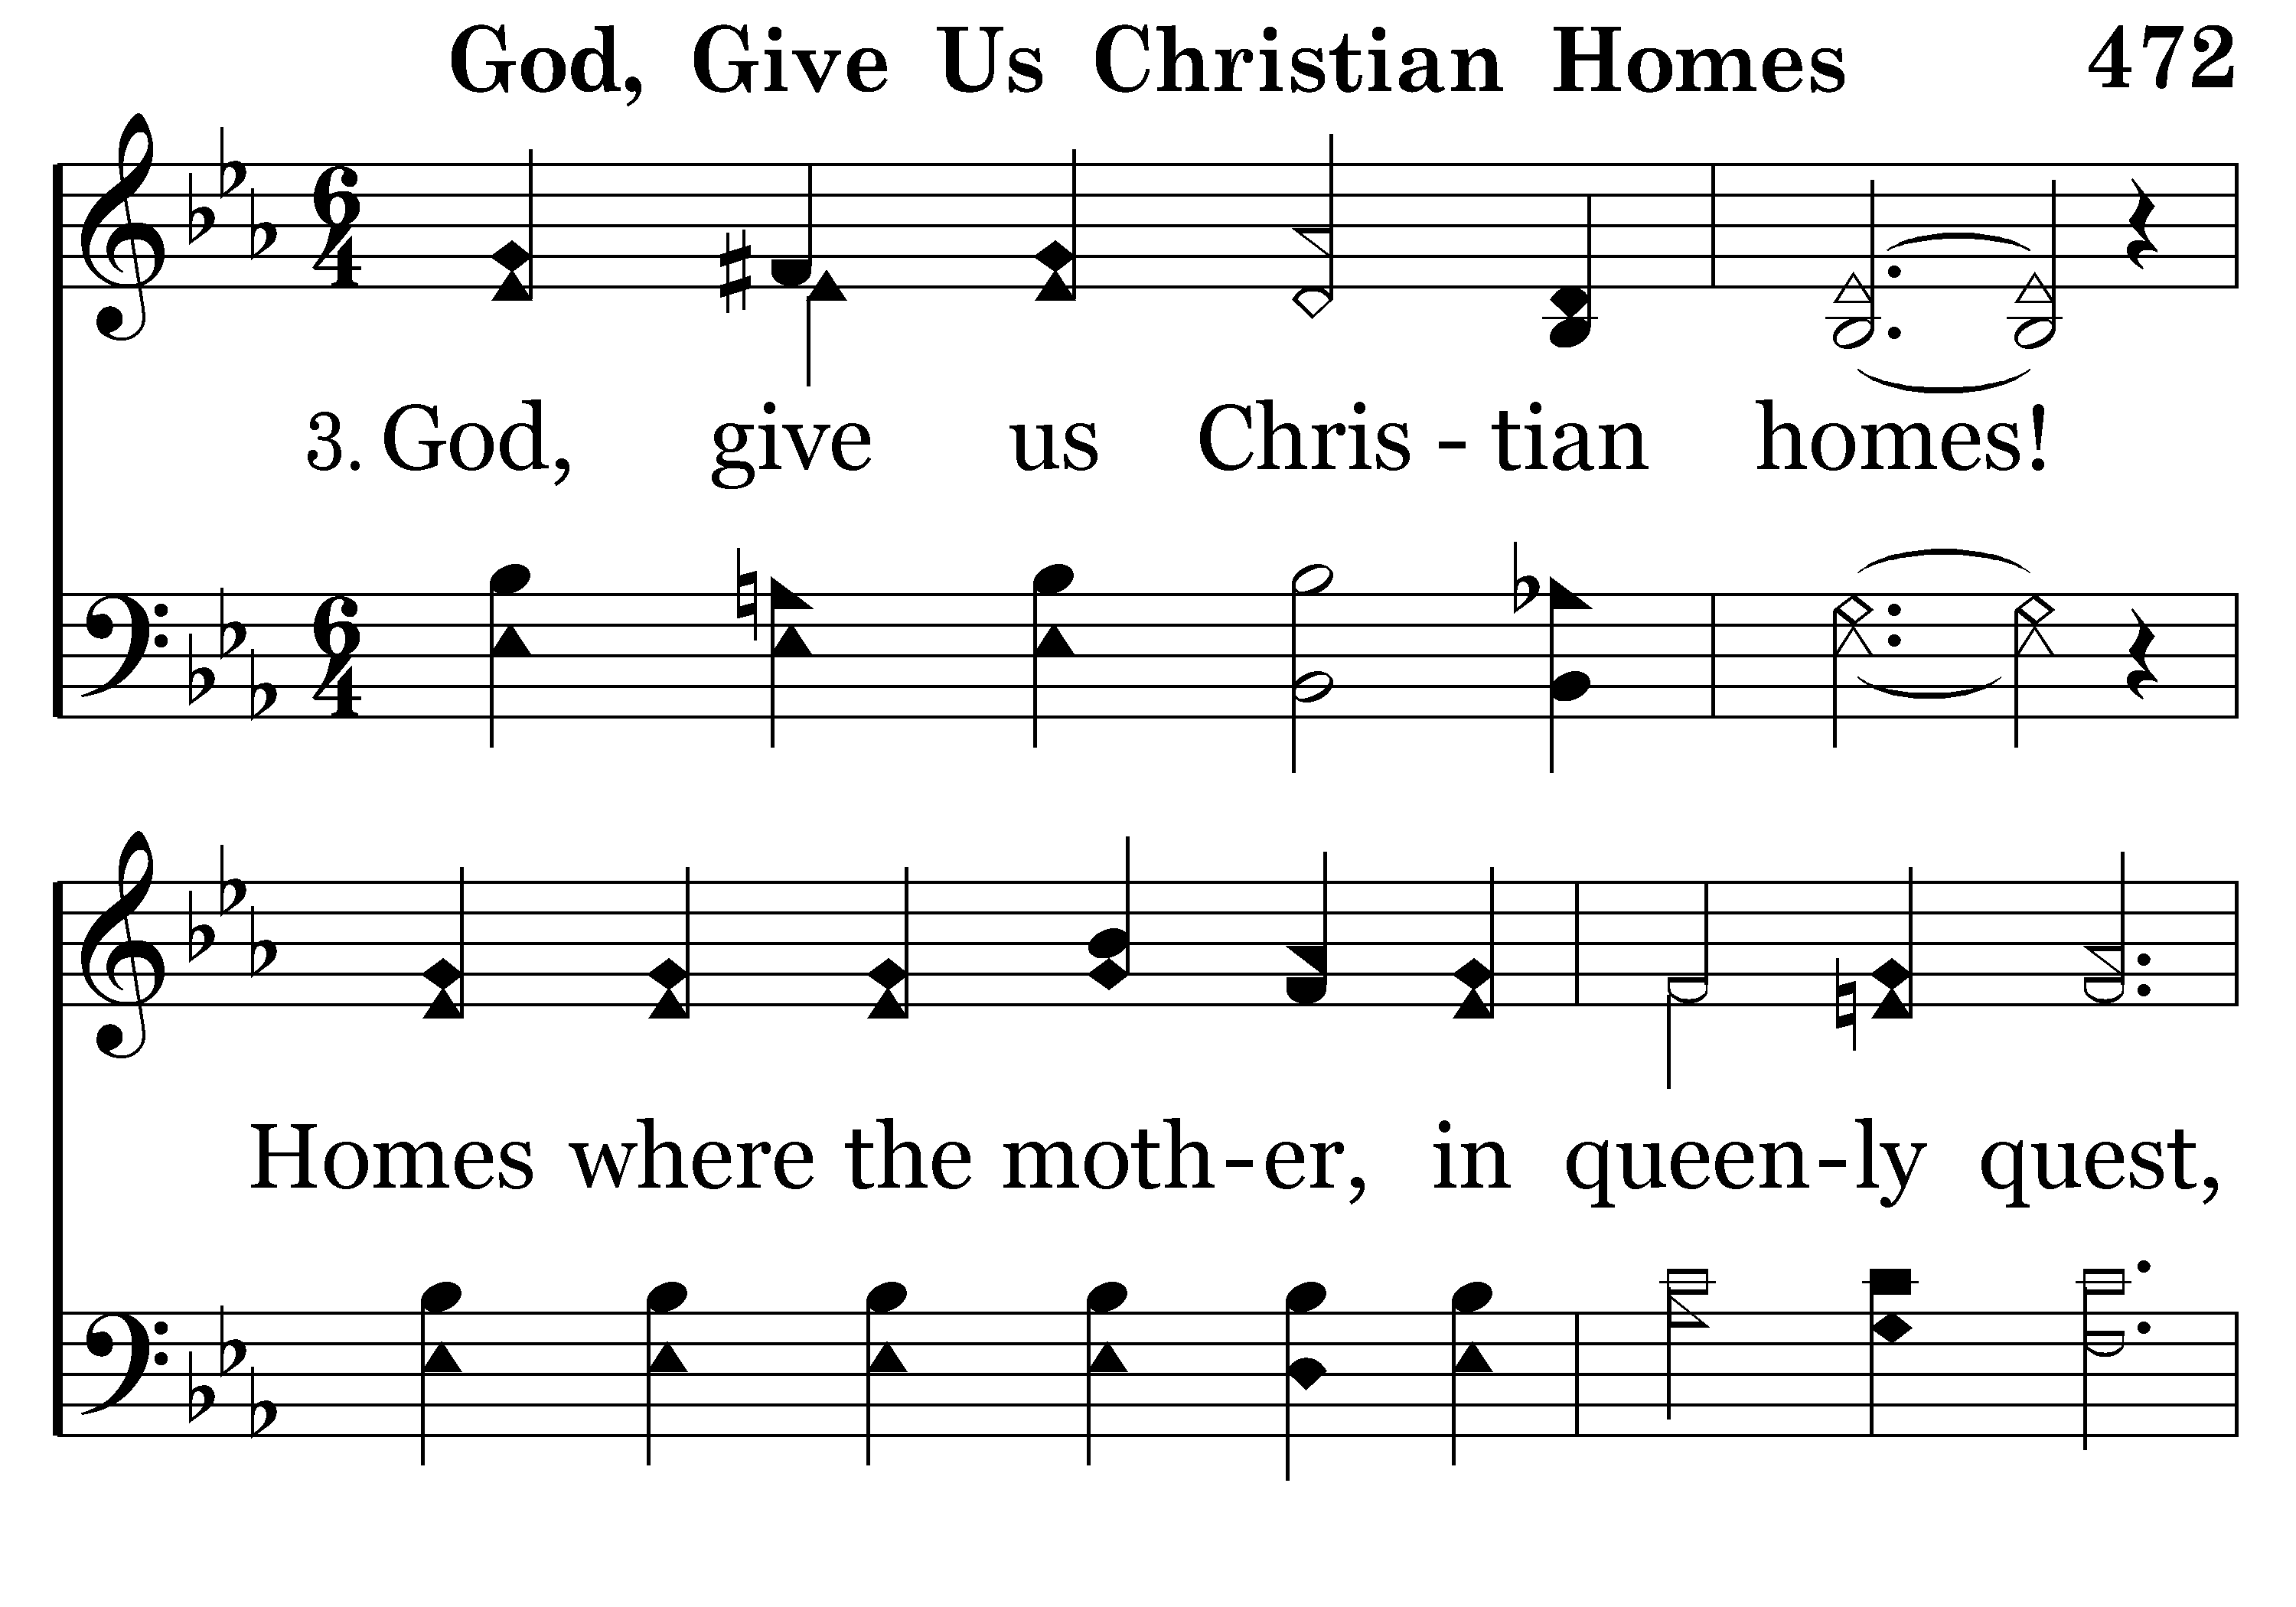 God, Give Us Christian Homes 472
3. God, give us Chris - tian homes!
Homes where the moth - er, in queen - ly quest,